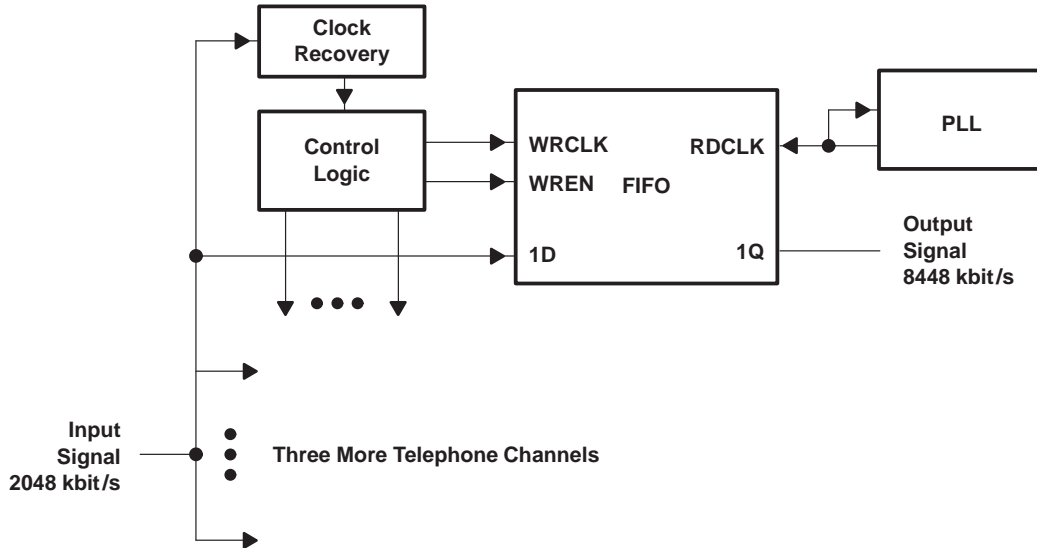 Clock
Recovery
Control
Logic
WRCLK
WREN
FIFO
RDCLK
1D
1Q
PLL
Output
Signal
8448 kbit/s
Input
Signal
2048 kbit/s
Three More Telephone Channels